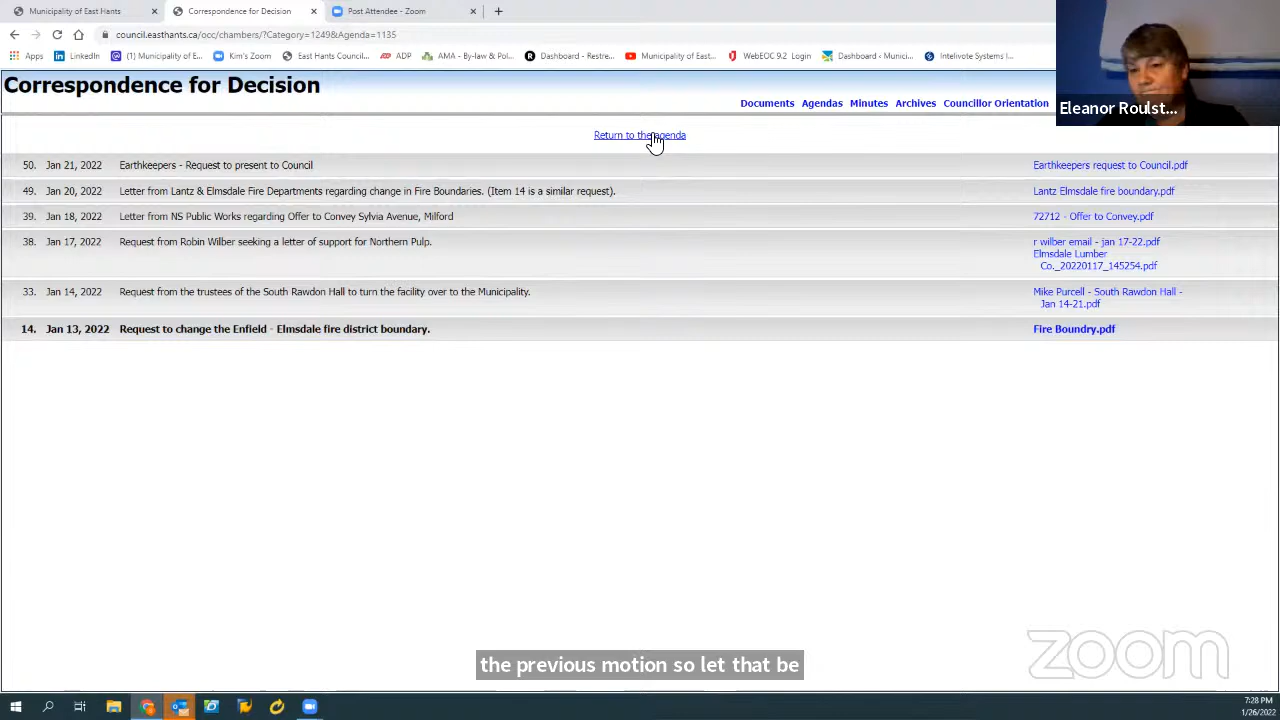 Municipality of East Hants
Correspondence for Decision
Post Attendee - Zoom
council.easthants.ca/occ/chambers/?Category=1249&Agenda=1135
Apps LinkedIn (1) Municipality of E... Kim's Zoom East Hants Council... ADP AMA - By-law & Pol... Dashboard - Restre... Municipality of East... WebEOC 9.2 Login Dashboard - Munici... Intelivote Systems I...
Correspondence for Decision
Documents Agendas Minutes Archives Councillor Orientation
Eleanor Roulst...
Return to the agenda
50. Jan 21, 2022 Earthkeepers - Request to present to Council Earthkeepers request to Council.pdf
49. Jan 20, 2022 Letter from Lantz & Elmsdale Fire Departments regarding change in Fire Boundaries. (Item 14 is a similar request). Lantz Elmsdale fire boundary.pdf
39. Jan 18, 2022 Letter from NS Public Works regarding Offer to Convey Sylvia Avenue, Milford 72712 - Offer to Convey.pdf
38. Jan 17, 2022 Request from Robin Wilber seeking a letter of support for Northern Pulp. r wilber email - jan 17-22.pdf
Elmsdale Lumber
Co._20220117_145254.pdf
33. Jan 14, 2022 Request from the trustees of the South Rawdon Hall to turn the facility over to the Municipality. Mike Purcell - South Rawdon Hall -
Jan 14-21.pdf
14. Jan 13, 2022 Request to change the Enfield - Elmsdale fire district boundary. Fire Boundry.pdf
zoom
the previous motion so let that be
7:28 PM
1/26/2022